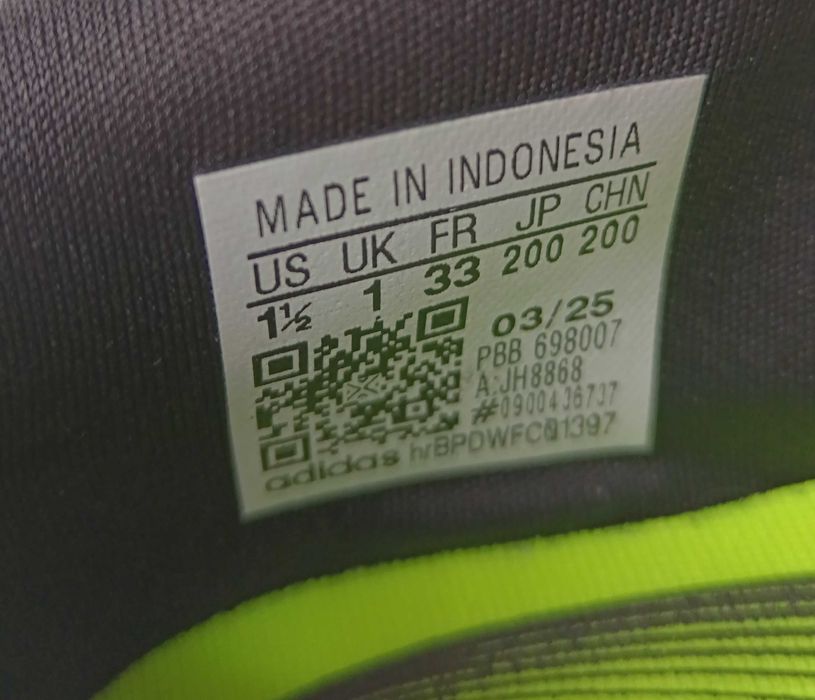 MADE IN INDONESIA
US UK FR JP CHN
1½ 1 33 200 200
03/25
PBB 698007
A:JH8868
#0900436737
adidas hrBPDWFC01397